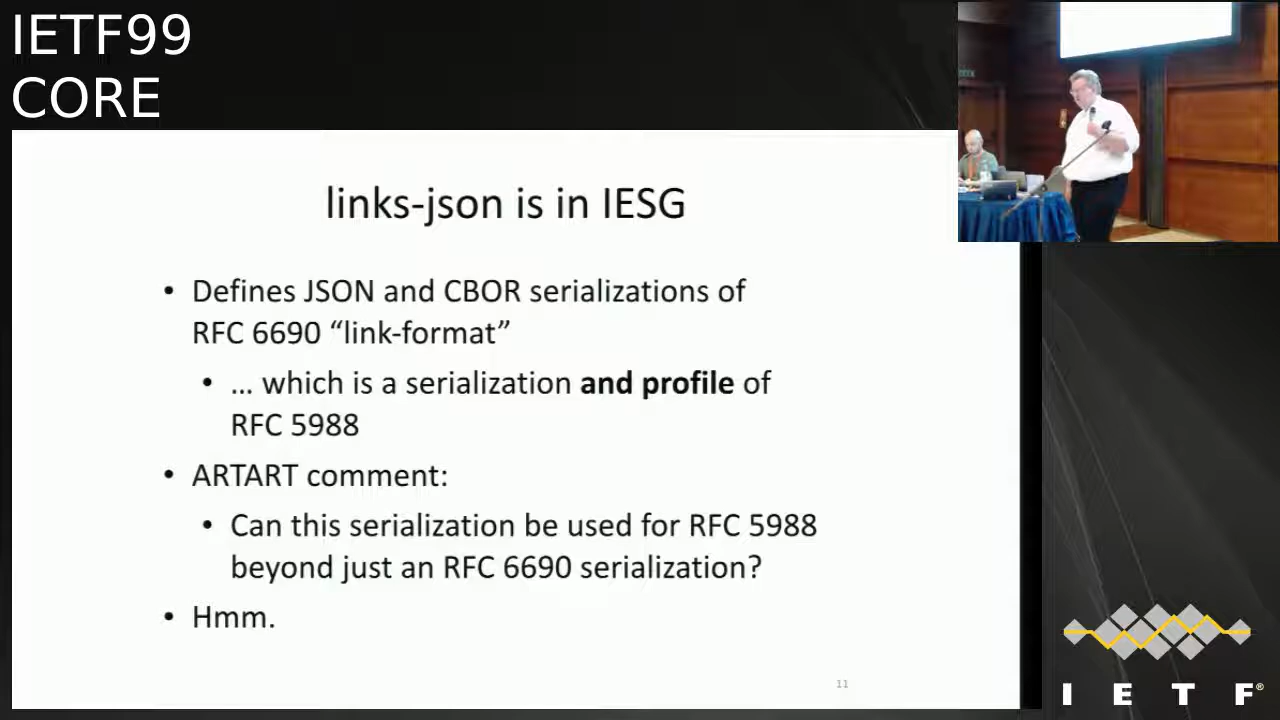 IETF99
CORE
links-json is in IESG
• Defines JSON and CBOR serializations of
RFC 6690 “link-format”
• … which is a serialization and profile of
RFC 5988
• ARTART comment:
• Can this serialization be used for RFC 5988
beyond just an RFC 6690 serialization?
• Hmm.
11
I E T F®